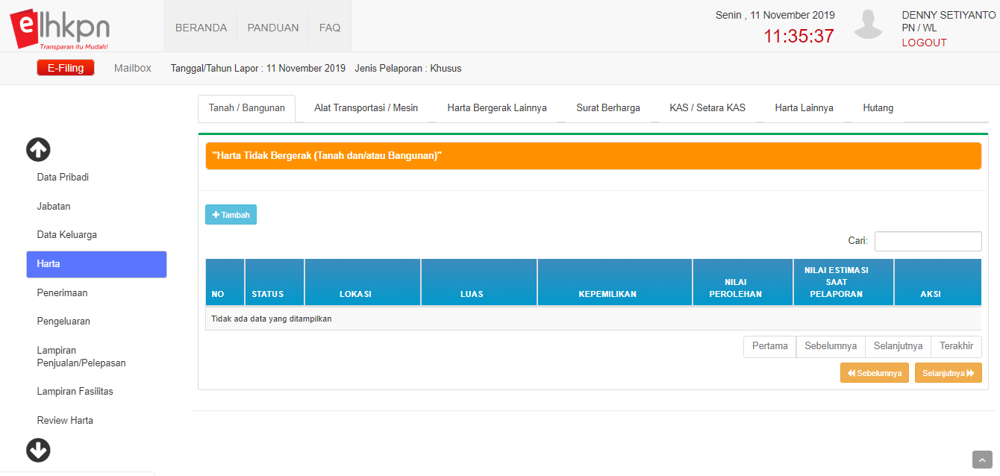 elhkpn
Transparan itu Mudah!
BERANDA
PANDUAN
FAQ
Senin , 11 November 2019
11:35:37
DENNY SETIYANTO
PN / WL
LOGOUT
E-Filing
Mailbox
Tanggal/Tahun Lapor : 11 November 2019 Jenis Pelaporan : Khusus
Data Pribadi
Jabatan
Data Keluarga
Harta
Penerimaan
Pengeluaran
Lampiran
Penjualan/Pelepasan
Lampiran Fasilitas
Review Harta
Tanah / Bangunan
Alat Transportasi / Mesin
Harta Bergerak Lainnya
Surat Berharga
KAS / Setara KAS
Harta Lainnya
Hutang
"Harta Tidak Bergerak (Tanah dan/atau Bangunan)"
Tambah
Cari:
NO
STATUS
LOKASI
LUAS
KEPEMILIKAN
NILAI
PEROLEHAN
NILAI ESTIMASI
SAAT
PELAPORAN
AKSI
Tidak ada data yang ditampilkan
Pertama
Sebelumnya
Selanjutnya
Terakhir
Sebelumnya
Selanjutnya